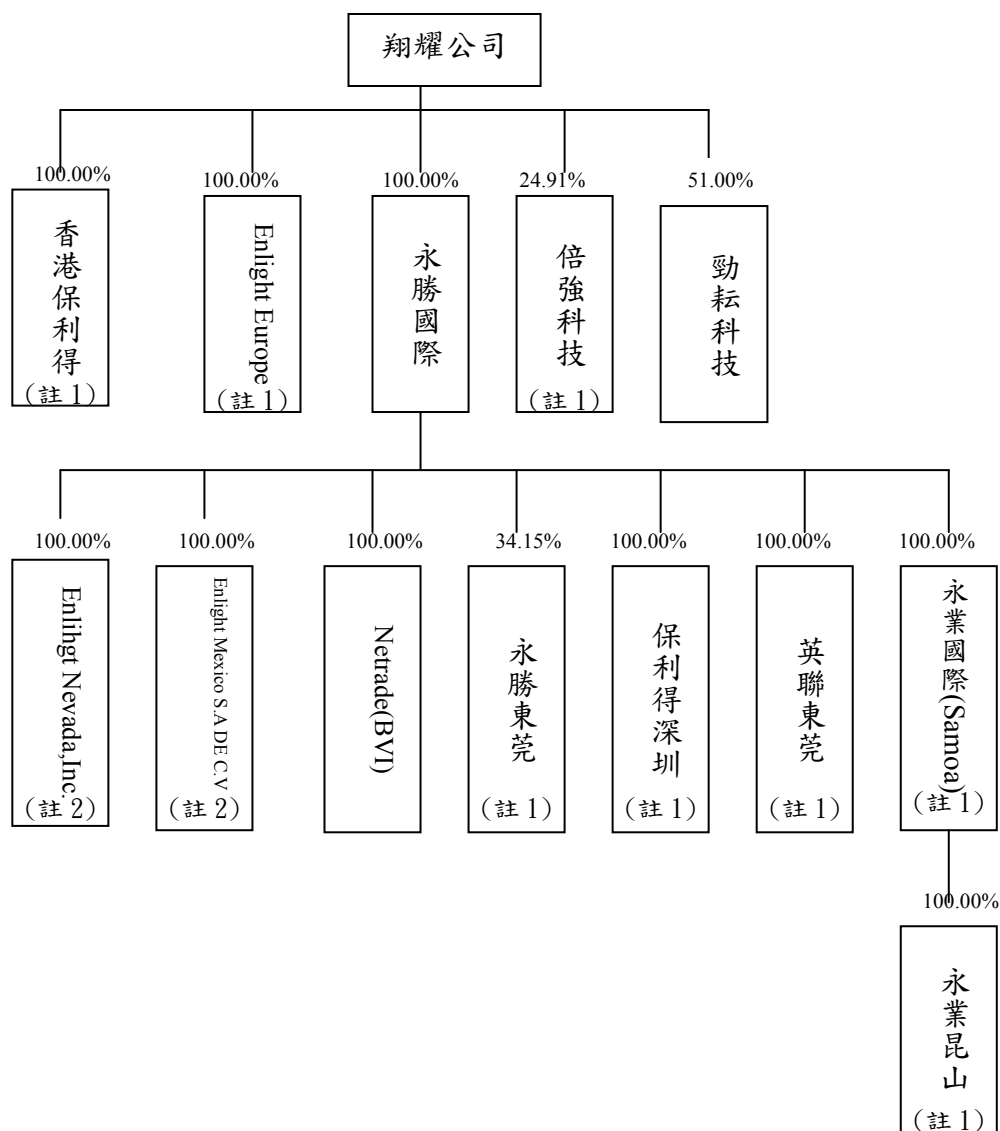 翔耀公司
100.00%
100.00%
100.00%
24.91%
51.00%
香港保利得
(註 1)
Enlight Europe
(註 1)
永勝國際
倍強科技
(註 1)
勁耘科技
100.00%
100.00%
100.00%
34.15%
100.00%
100.00%
100.00%
Enlihgt Nevada,Inc.
(註 2)
Enlight Mexico S.A DE C.V
(註 2)
Netrade(BVI)
永勝東莞
(註 1)
保利得深圳
(註 1)
英聯東莞
(註 1)
永業國際(Samoa)
(註 1)
100.00%
永業昆山
(註 1)